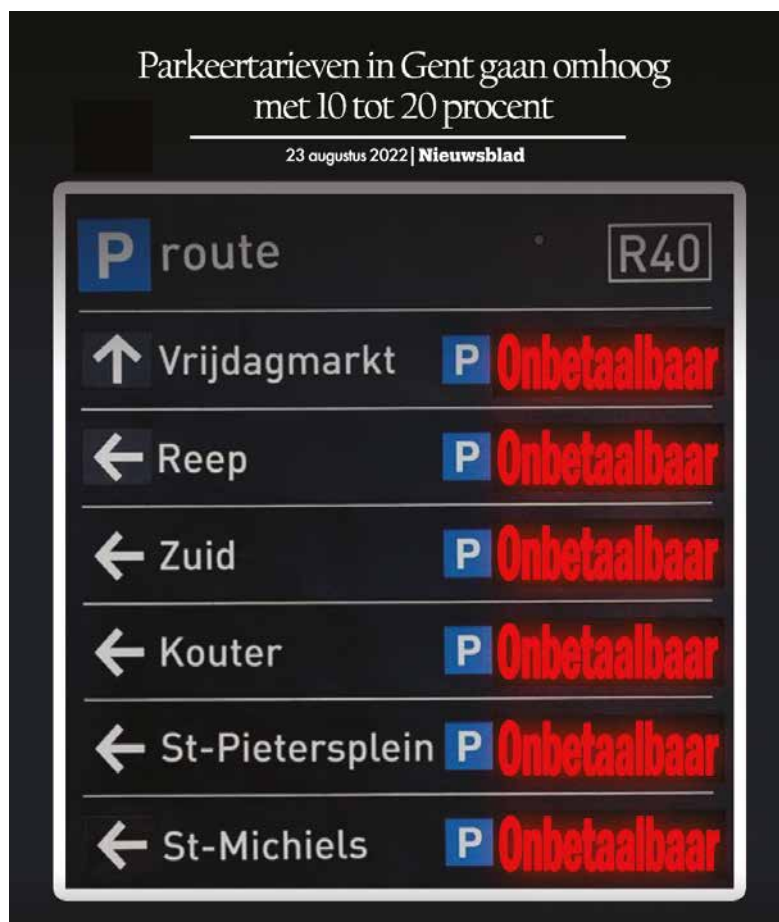 Parkeertarieven in Gent gaan omhoog
met 10 tot 20 procent
23 augustus 2022 | Nieuwsblad
P route R40
Vrijdagmarkt P Onbetaalbaar
Reep P Onbetaalbaar
Zuid P Onbetaalbaar
Kouter P Onbetaalbaar
St-Pietersplein P Onbetaalbaar
St-Michiels P Onbetaalbaar